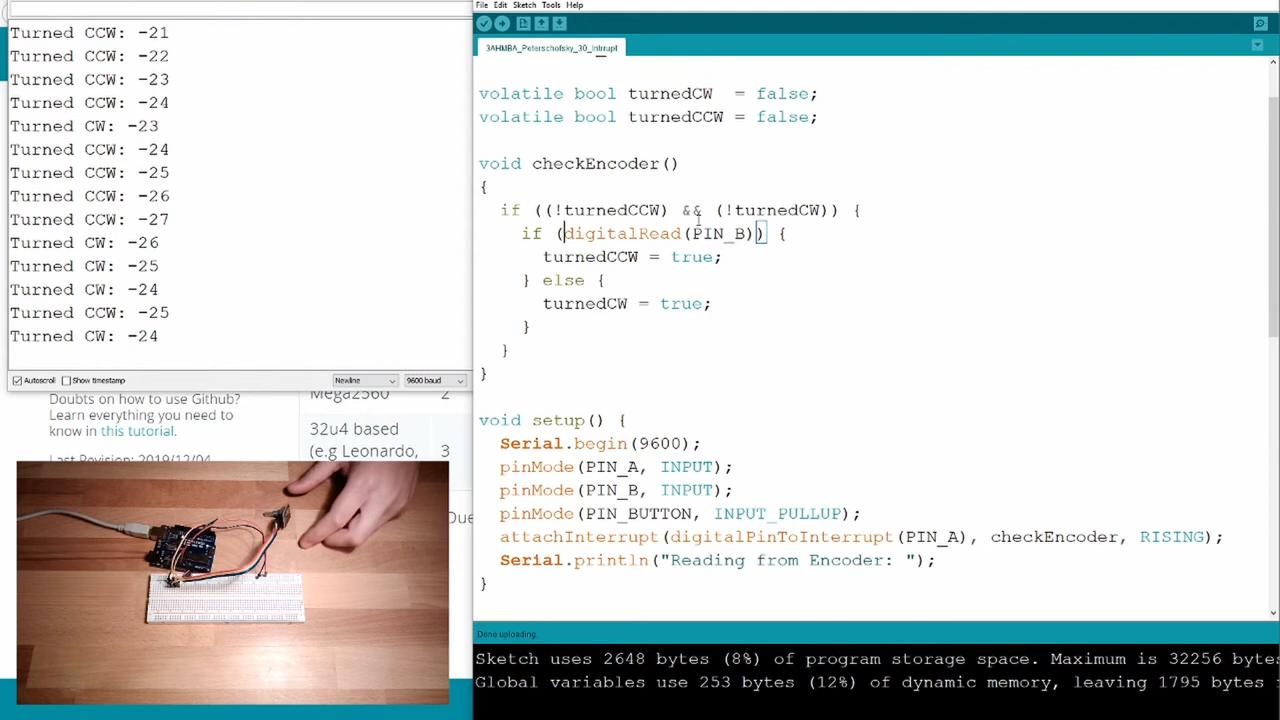 Turned CCW: -21
Turned CCW: -22
Turned CCW: -23
Turned CCW: -24
Turned CW: -23
Turned CCW: -24
Turned CCW: -25
Turned CCW: -26
Turned CCW: -27
Turned CW: -26
Turned CW: -25
Turned CW: -24
Turned CCW: -25
Turned CW: -24
Autoscroll Show timestamp Newline 9600 baud
Doubts on how to use Github?
Learn everything you need to
know in this tutorial.
Last Revision: 2019/12/04
Mega2560 2
32u4 based
(e.g Leonardo, 3
Due
File Edit Sketch Tools Help
3AHMBA_Peterschofsky_30_Intrrupt
volatile bool turnedCW = false;
volatile bool turnedCCW = false;
void checkEncoder()
{
if ((!turnedCCW) && (!turnedCW)) {
if (digitalRead(PIN_B)) {
turnedCCW = true;
} else {
turnedCW = true;
}
}
}
void setup() {
Serial.begin(9600);
pinMode(PIN_A, INPUT);
pinMode(PIN_B, INPUT);
pinMode(PIN_BUTTON, INPUT_PULLUP);
attachInterrupt(digitalPinToInterrupt(PIN_A), checkEncoder, RISING);
Serial.println("Reading from Encoder: ");
}
Done uploading.
Sketch uses 2648 bytes (8%) of program storage space. Maximum is 32256 bytes
Global variables use 253 bytes (12%) of dynamic memory, leaving 1795 bytes